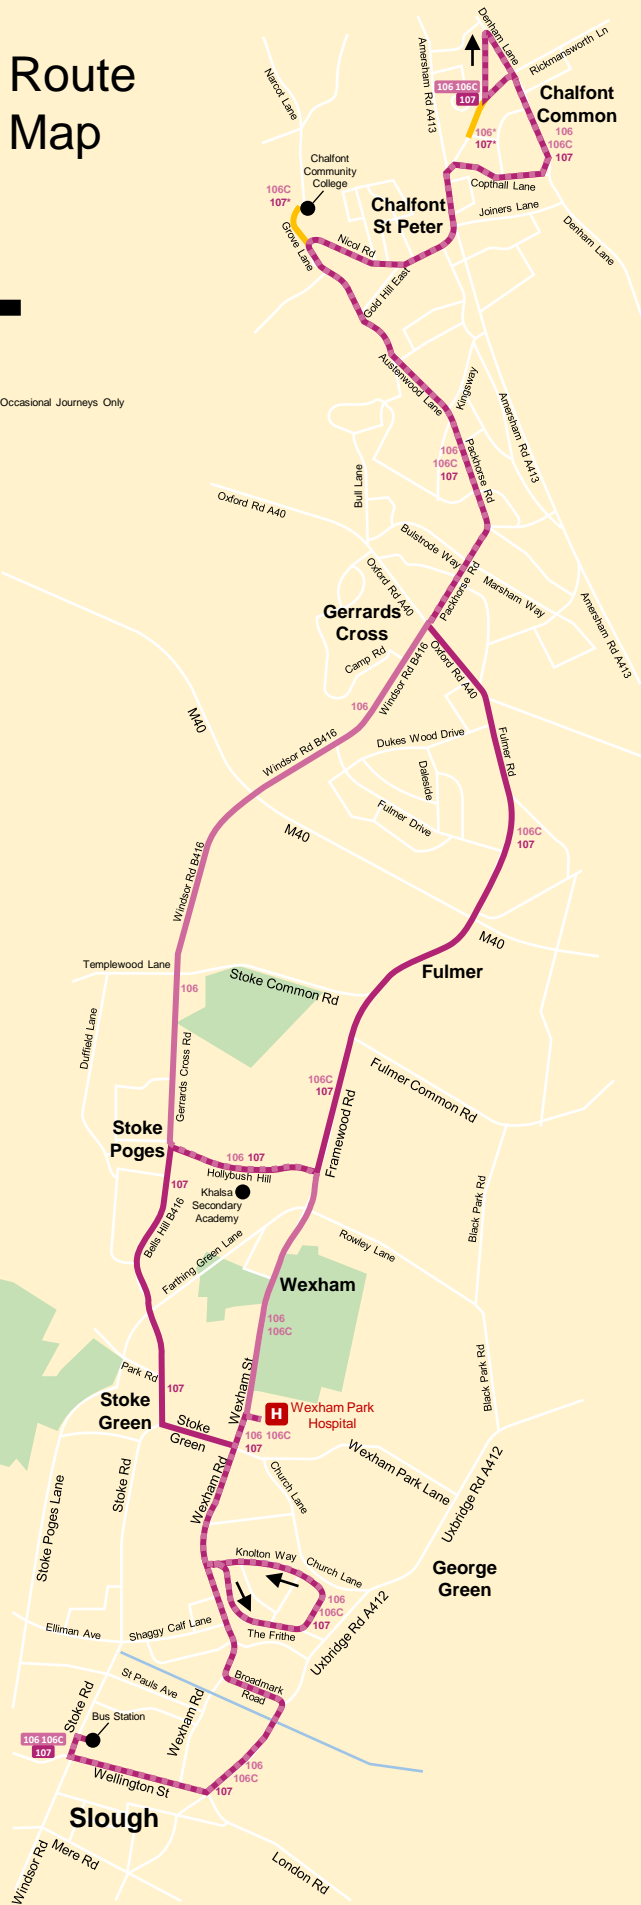 Route
Map
Occasional Journeys Only
Denham Lane
Rickmansworth Ln
Amersham Rd A413
Narcot Lane
106 106C
107
Chalfont
Common
106*
107*
106
106C
107
Chalfont
Community
College
106C
107*
Copthall Lane
Chalfont
St Peter
Joiners Lane
Denham Lane
Grove Lane
Nicol Rd
Gold Hill East
Austenwood Lane
Kingsway
Amersham Rd A413
106
106C
107
Packhorse Rd
Bull Lane
Oxford Rd A40
Bulstrode Way
Oxford Rd A40
Packhorse Rd
Marsham Way
Amersham Rd A413
Gerrards
Cross
Camp Rd
Windsor Rd B416
Oxford Rd A40
106
M40
Windsor Rd B416
Dukes Wood Drive
Fulmer Rd
Daleside
Fulmer Drive
M40
106C
107
Windsor Rd B416
M40
Templewood Lane
Stoke Common Rd
Fulmer
106
Duffield Lane
Gerrards Cross Rd
106C
107
Fulmer Common Rd
Framewood Rd
Stoke
Poges
106 107
Hollybush Hill
107
Khalsa
Secondary
Academy
Black Park Rd
Bells Hill B416
Farthing Green Lane
Rowley Lane
Wexham
106
106C
Park Rd
107
Wexham St
Black Park Rd
Stoke
Green
H
Wexham Park
Hospital
Stoke
Green
106 106C
107
Wexham Park Lane
Stoke Poges Lane
Stoke Rd
Wexham Rd
Church Lane
Uxbridge Rd A412
Knolton Way
Church Lane
George
Green
106
106C
107
Elliman Ave
Shaggy Calf Lane
The Frithe
Uxbridge Rd A412
St Pauls Ave
Broadmark
Road
Stoke Rd
Bus Station
Wexham Rd
106 106C
107
106
106C
107
Wellington St
Slough
Windsor Rd
Mere Rd
London Rd